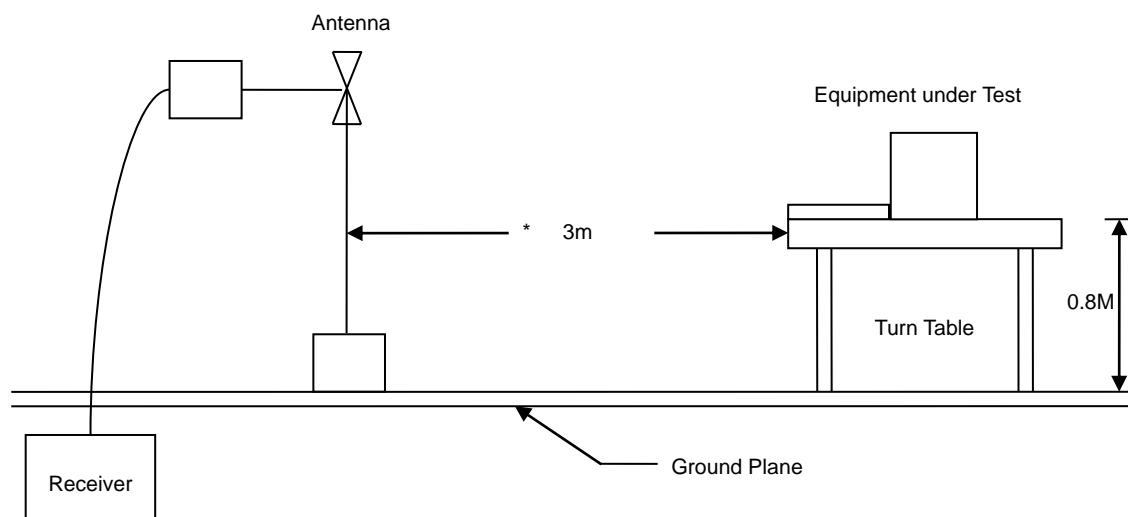 Antenna
Equipment under Test
* 3m
0.8M
Turn Table
Ground Plane
Receiver